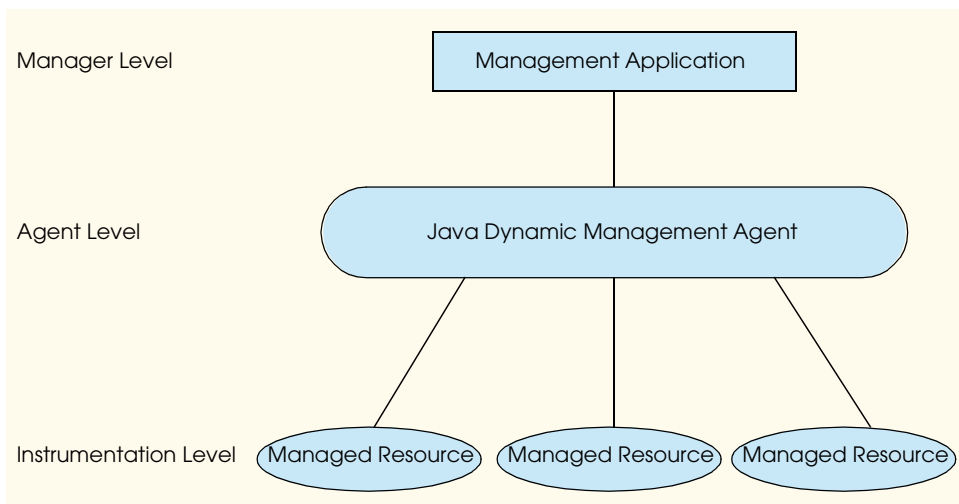 Manager Level
Management Application
Agent Level
Java Dynamic Management Agent
Instrumentation Level
Managed Resource
Managed Resource
Managed Resource